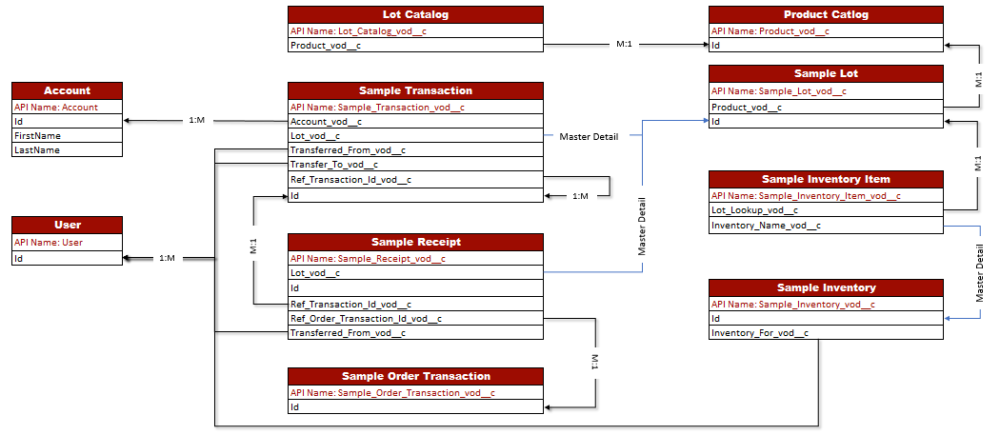 Lot Catalog
API Name: Lot_Catalog_vod__c
Product_vod__c
M:1
Product Catlog
API Name: Product_vod__c
Id
Sample Lot
API Name: Sample_Lot_vod__c
Product_vod__c
Id
M:1
Account
API Name: Account
Id
FirstName
LastName
1:M
Sample Transaction
API Name: Sample_Transaction_vod__c
Account_vod__c
Lot_vod__c
Transferred_From_vod__c
Transfer_To_vod__c
Ref_Transaction_Id_vod__c
Id
Master Detail
1:M
M:1
Sample Inventory Item
API Name: Sample_Inventory_Item_vod__c
Lot_Lookup_vod__c
Inventory_Name_vod__c
M:1
Master Detail
Master Detail
User
API Name: User
Id
1:M
Sample Receipt
API Name: Sample_Receipt_vod__c
Lot_vod__c
Id
Ref_Transaction_Id_vod__c
Ref_Order_Transaction_Id_vod__c
Transferred_From_vod__c
M:1
Sample Inventory
API Name: Sample_Inventory_vod__c
Id
Inventory_For_vod__c
Sample Order Transaction
API Name: Sample_Order_Transaction_vod__c
Id